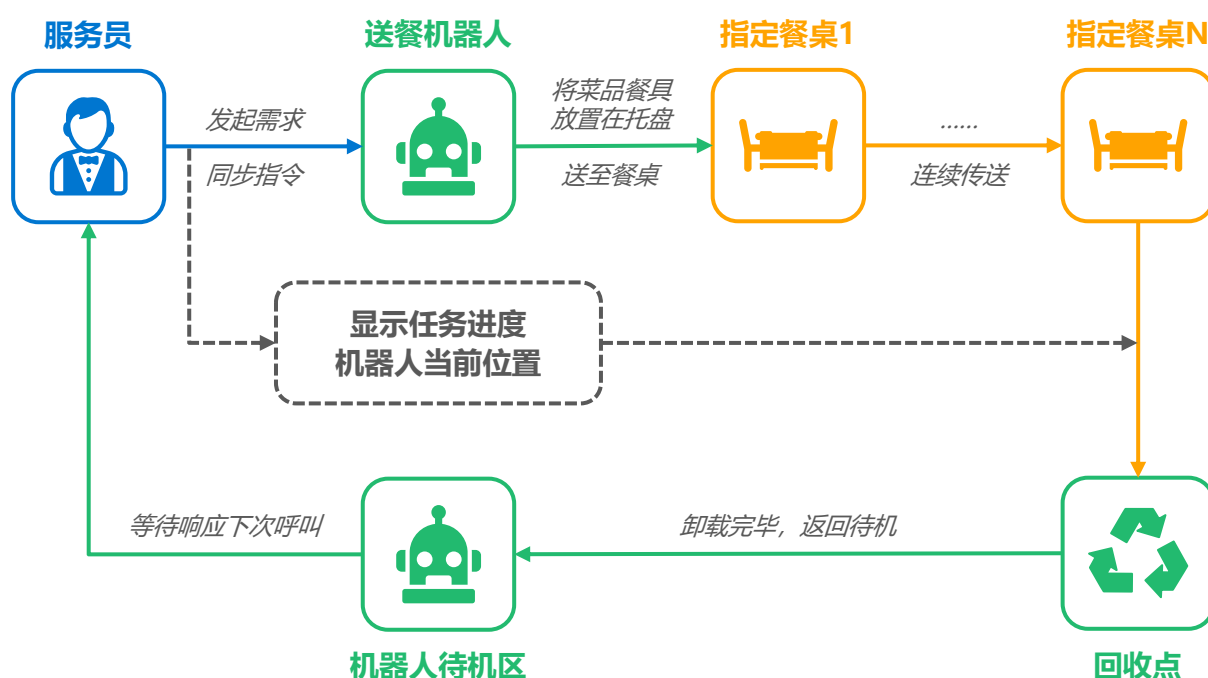 服务员
送餐机器人
指定餐桌1
指定餐桌N
发起需求
同步指令
将菜品餐具
放置在托盘
送至餐桌
......
连续传送
显示任务进度
机器人当前位置
等待响应下次呼叫
卸载完毕，返回待机
机器人待机区
回收点